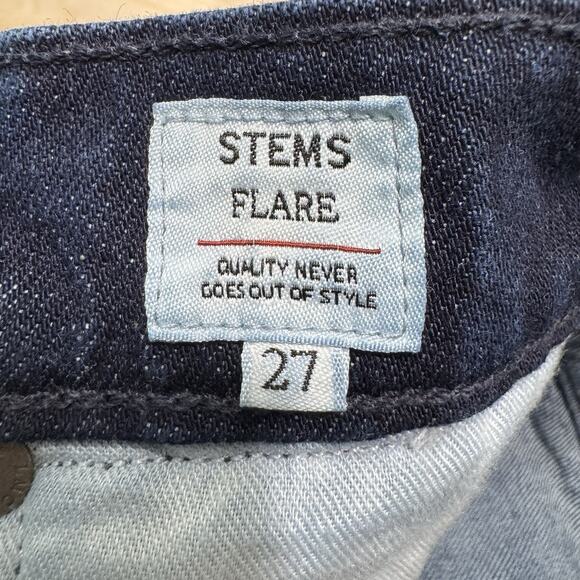 STEMS
FLARE
QUALITY NEVER
GOES OUT OF STYLE
27